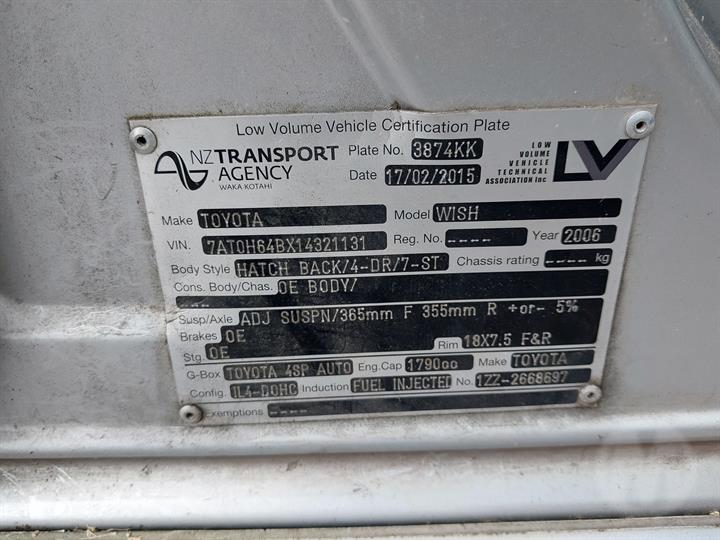 Low Volume Vehicle Certification Plate
NZ TRANSPORT AGENCY
WAKA KOTAHI
Plate No. 3874KK
Date 17/02/2015
LOW VOLUME VEHICLE TECHNICAL ASSOCIATION Inc
LV
Make TOYOTA Model WISH
VIN. 7AT0H64BX14321131 Reg. No. ---- Year 2006
Body Style HATCH BACK/4-DR/7-ST Chassis rating ---- kg
Cons. Body/Chas. OE BODY/
---
Susp/Axle ADJ SUSPN/365mm F 355mm R +or- 5%
Brakes OE
Stg. OE Rim 18X7.5 F&R
G-Box TOYOTA 4SP AUTO Eng.Cap 1790cc Make TOYOTA
Config. IL4-DOHC Induction FUEL INJECTED No. 1ZZ-2668697
Exemptions ----